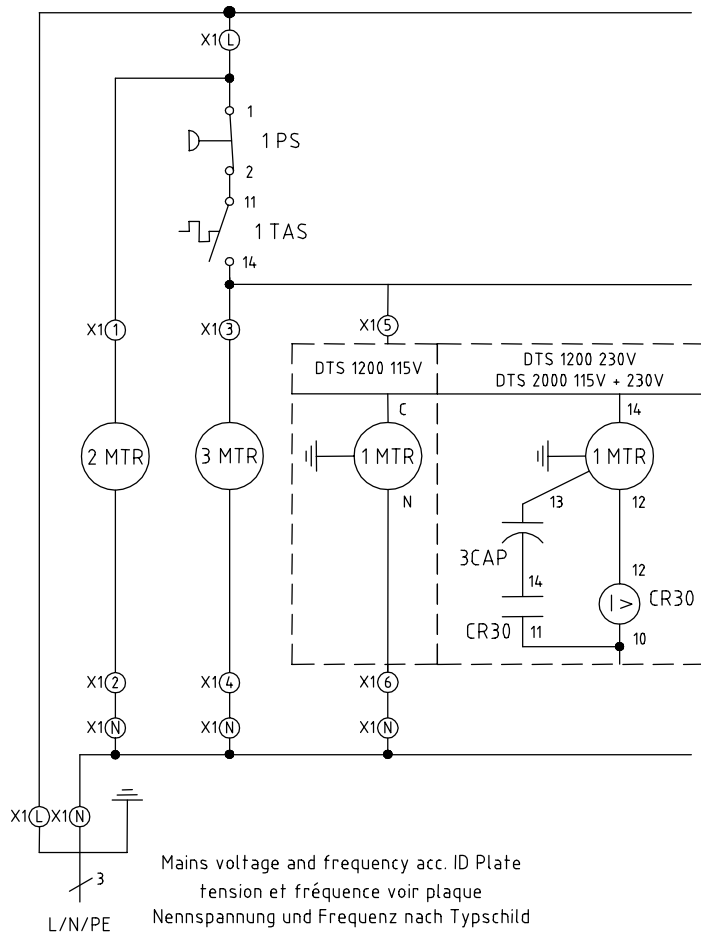 X1 L
1
1 PS
2
11
1 TAS
14
X1 1
X1 3
X1 5
DTS 1200 115V
DTS 1200 230V
DTS 2000 115V + 230V
C
14
2 MTR
3 MTR
1 MTR
1 MTR
N
13
12
3CAP
14
12
CR30
I >
CR30
11
10
X1 2
X1 4
X1 6
X1 N
X1 N
X1 N
X1 L
X1 N
3
L/N/PE
Mains voltage and frequency acc. ID Plate
tension et fréquence voir plaque
Nennspannung und Frequenz nach Typschild